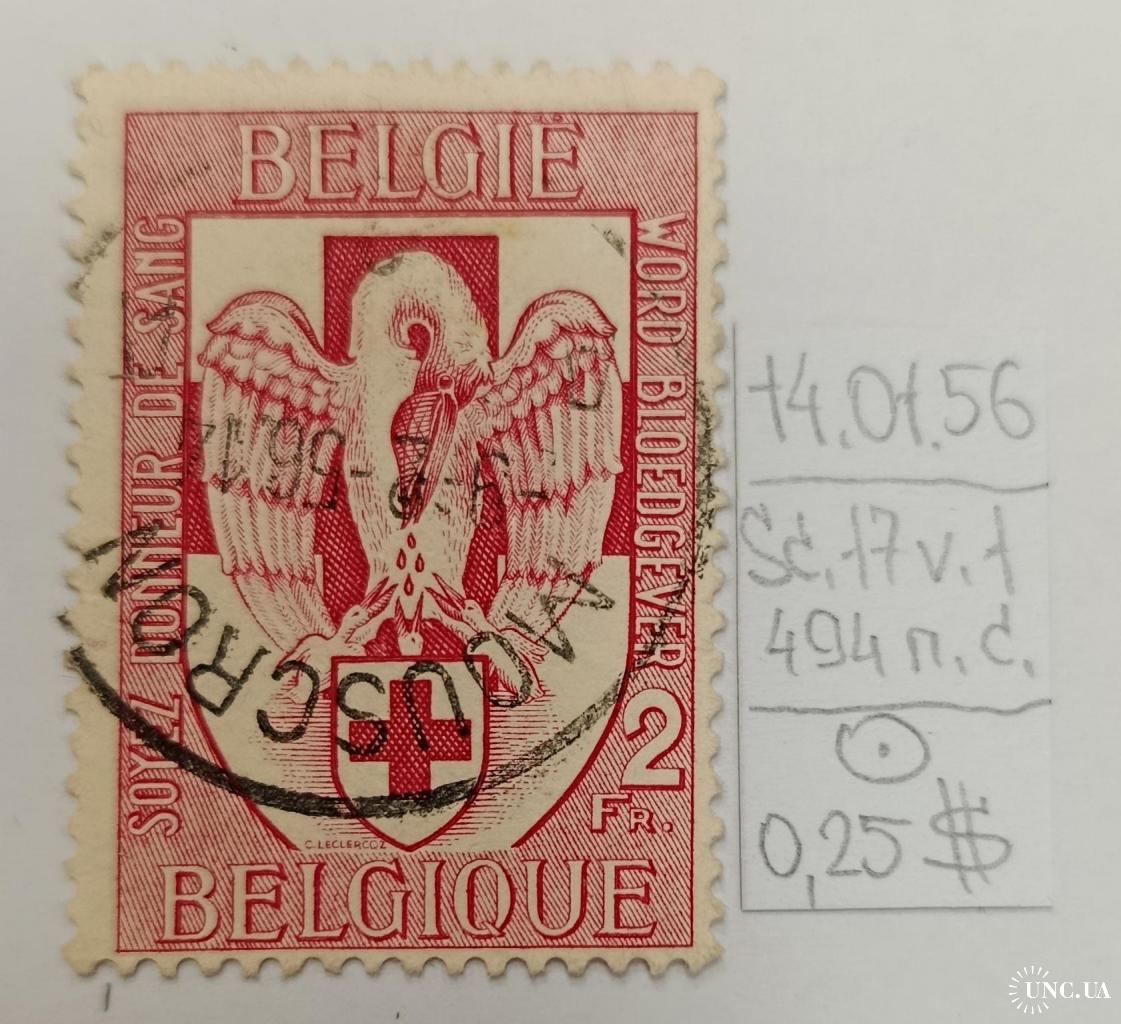 BELGIË
SOYEZ DONNEUR DE SANG
WORD BLOEDGEVER
2
FR.
C. LECLERCQZ
BELGIQUE
MOUSCRON
14.01.56
Sc. 17 v. 1
494 п. с.
0,25 $
UNC.UA